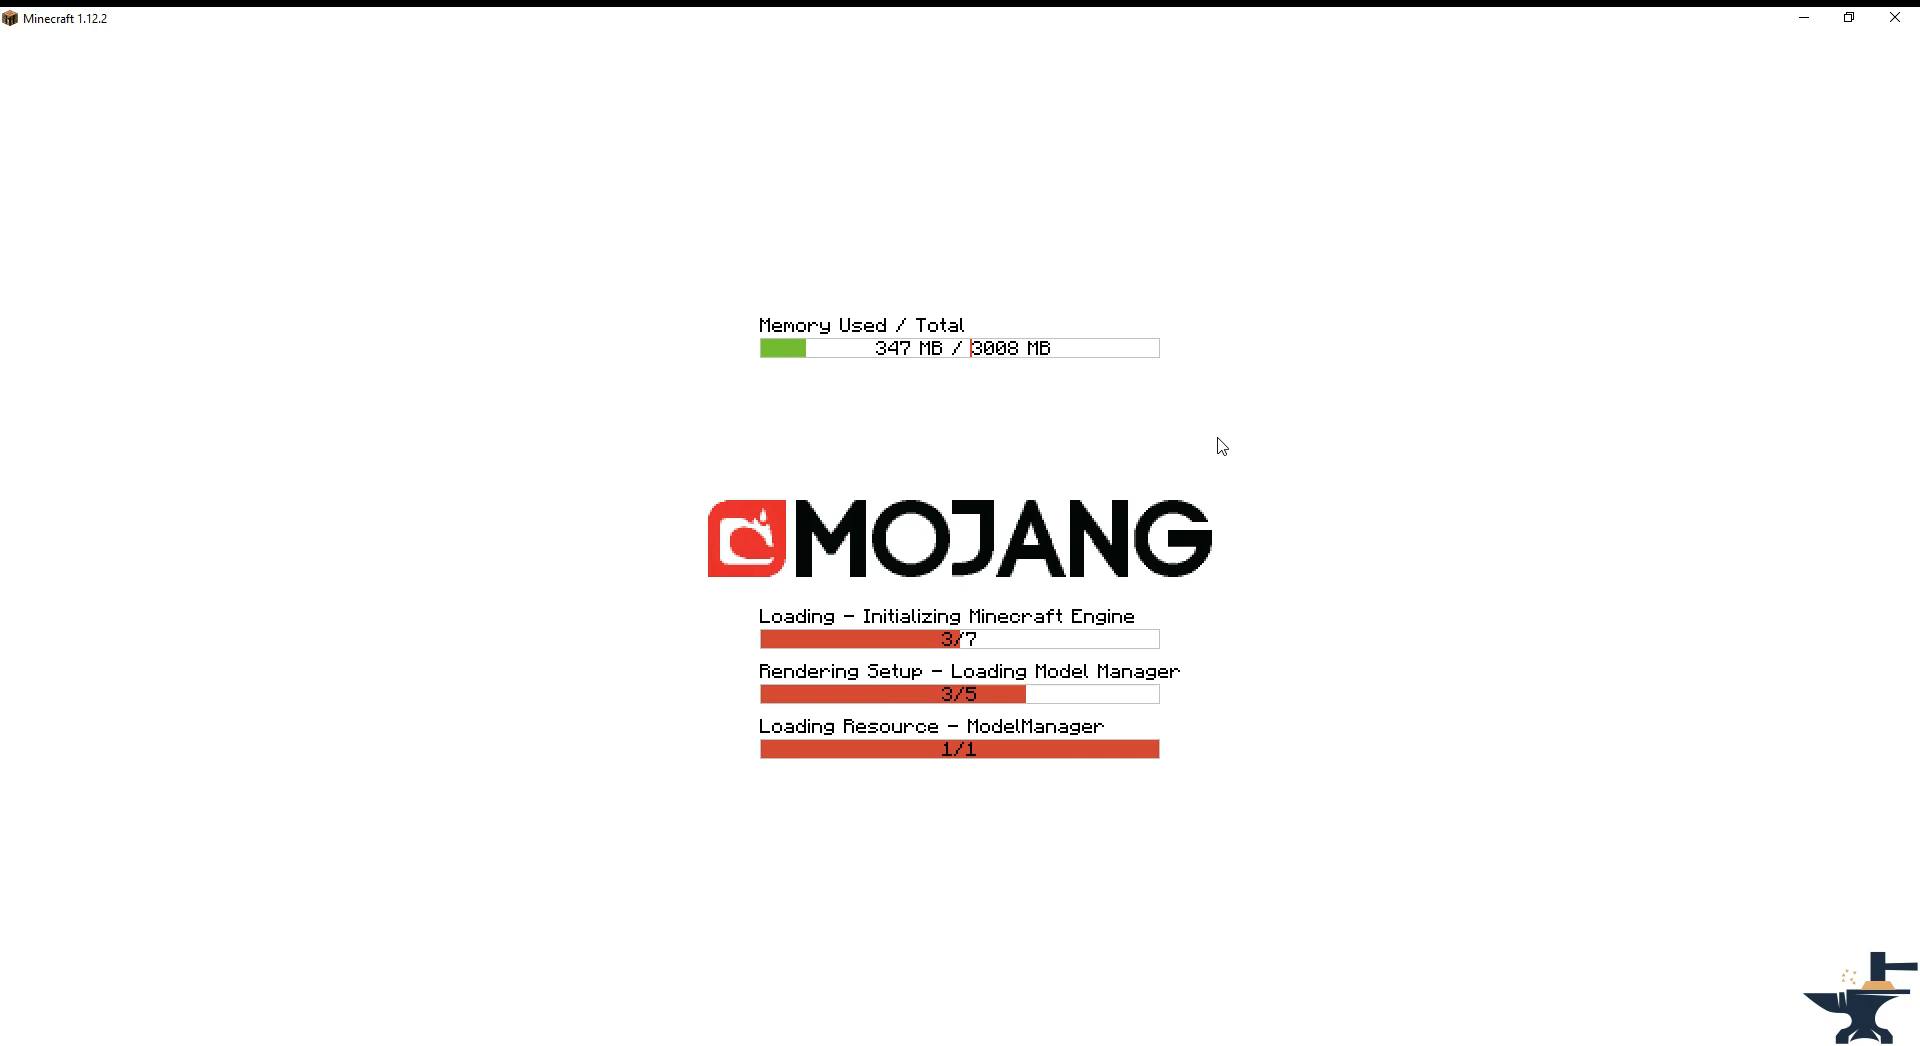 Minecraft 1.12.2
Memory Used / Total
347 MB / 3008 MB
MOJANG
Loading - Initializing Minecraft Engine
3/7
Rendering Setup - Loading Model Manager
3/5
Loading Resource - ModelManager
1/1